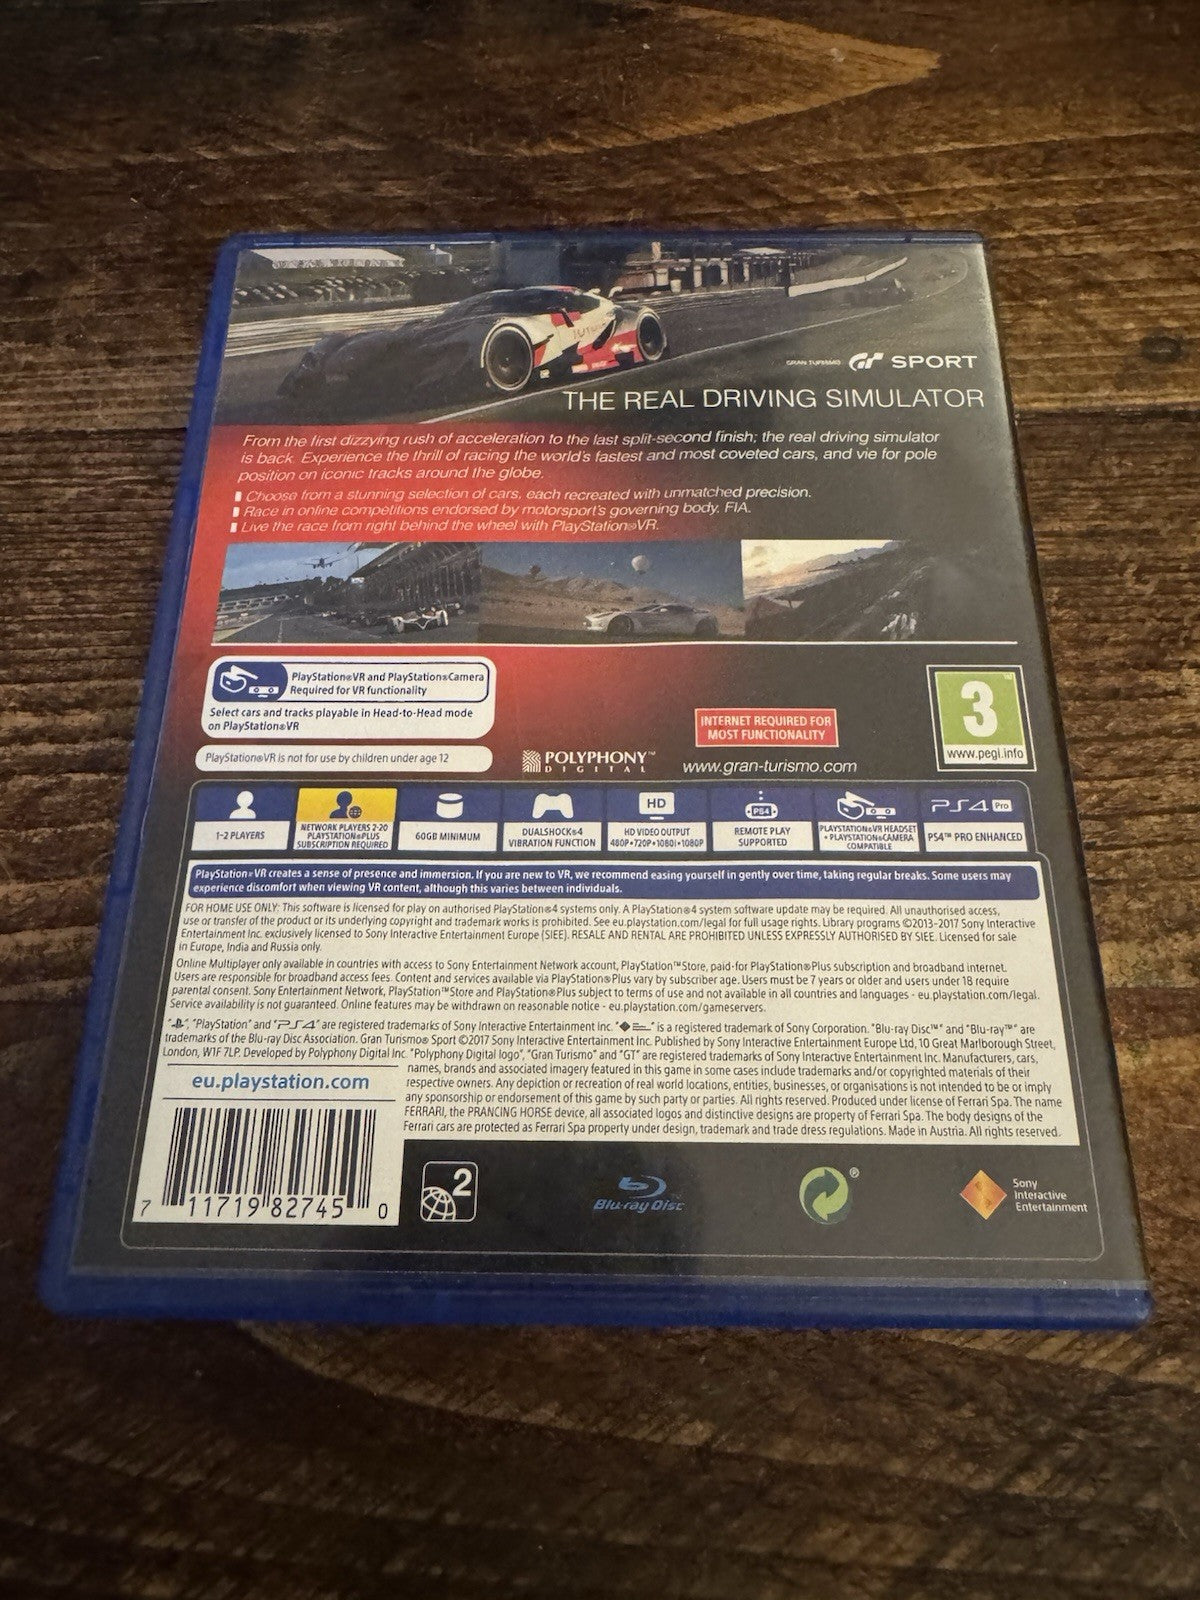 GRAN TURISMO GT SPORT
THE REAL DRIVING SIMULATOR
From the first dizzying rush of acceleration to the last split-second finish; the real driving simulator
is back. Experience the thrill of racing the world's fastest and most coveted cars, and vie for pole
position on iconic tracks around the globe.
Choose from a stunning selection of cars, each recreated with unmatched precision.
Race in online competitions endorsed by motorsport's governing body, FIA.
Live the race from right behind the wheel with PlayStation®VR.
PlayStation®VR and PlayStation®Camera
Required for VR functionality
Select cars and tracks playable in Head-to-Head mode
on PlayStation®VR
PlayStation®VR is not for use by children under age 12
POLYPHONY™
DIGITAL
INTERNET REQUIRED FOR
MOST FUNCTIONALITY
www.gran-turismo.com
3
www.pegi.info
1-2 PLAYERS
NETWORK PLAYERS 2-20
PLAYSTATION®PLUS
SUBSCRIPTION REQUIRED
60GB MINIMUM
DUALSHOCK®4
VIBRATION FUNCTION
HD
HD VIDEO OUTPUT
480P•720P•1080i•1080P
PS4
REMOTE PLAY
SUPPORTED
PLAYSTATION®VR HEADSET
+ PLAYSTATION®CAMERA
COMPATIBLE
PS4 Pro
PS4™ PRO ENHANCED
PlayStation®VR creates a sense of presence and immersion. If you are new to VR, we recommend easing yourself in gently over time, taking regular breaks. Some users may
experience discomfort when viewing VR content, although this varies between individuals.
FOR HOME USE ONLY: This software is licensed for play on authorised PlayStation®4 systems only. A PlayStation®4 system software update may be required. All unauthorised access,
use or transfer of the product or its underlying copyright and trademark works is prohibited. See eu.playstation.com/legal for full usage rights. Library programs ©2013-2017 Sony Interactive
Entertainment Inc. exclusively licensed to Sony Interactive Entertainment Europe (SIEE). RESALE AND RENTAL ARE PROHIBITED UNLESS EXPRESSLY AUTHORISED BY SIEE. Licensed for sale
in Europe, India and Russia only.
Online Multiplayer only available in countries with access to Sony Entertainment Network account, PlayStation™Store, paid-for PlayStation®Plus subscription and broadband internet.
Users are responsible for broadband access fees. Content and services available via PlayStation®Plus vary by subscriber age. Users must be 7 years or older and users under 18 require
parental consent. Sony Entertainment Network, PlayStation™Store and PlayStation®Plus subject to terms of use and not available in all countries and languages - eu.playstation.com/legal.
Service availability is not guaranteed. Online features may be withdrawn on reasonable notice - eu.playstation.com/gameservers.
"", "PlayStation" and "PS4" are registered trademarks of Sony Interactive Entertainment Inc. "" is a registered trademark of Sony Corporation. "Blu-ray Disc™" and "Blu-ray™" are
trademarks of the Blu-ray Disc Association. Gran Turismo® Sport ©2017 Sony Interactive Entertainment Inc. Published by Sony Interactive Entertainment Europe Ltd, 10 Great Marlborough Street,
London, W1F 7LP. Developed by Polyphony Digital Inc. "Polyphony Digital logo", "Gran Turismo" and "GT" are registered trademarks of Sony Interactive Entertainment Inc. Manufacturers, cars,
names, brands and associated imagery featured in this game in some cases include trademarks and/or copyrighted materials of their
respective owners. Any depiction or recreation of real world locations, entities, businesses, or organisations is not intended to be or imply
any sponsorship or endorsement of this game by such party or parties. All rights reserved. Produced under license of Ferrari Spa. The name
FERRARI, the PRANCING HORSE device, all associated logos and distinctive designs are property of Ferrari Spa. The body designs of the
Ferrari cars are protected as Ferrari Spa property under design, trademark and trade dress regulations. Made in Austria. All rights reserved.
eu.playstation.com
7 11719 82745 0
2
Blu-ray Disc
®
Sony
Interactive
Entertainment